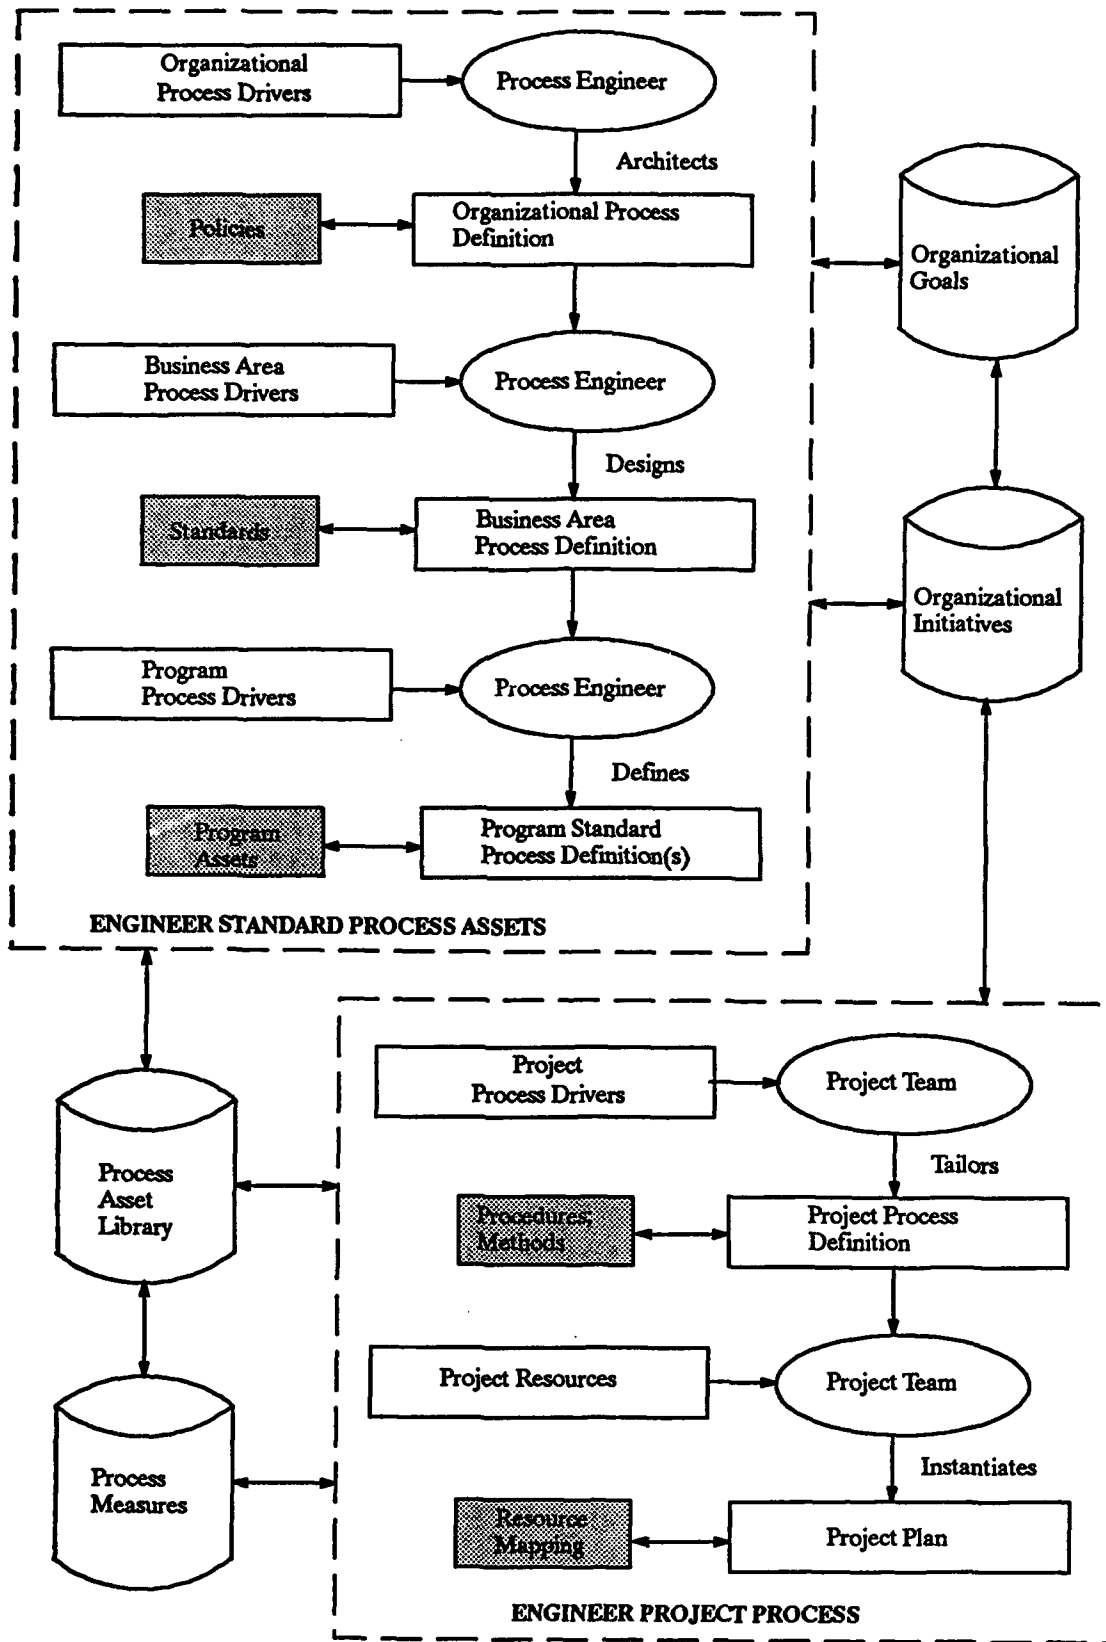 Organizational
Process Drivers
Process Engineer
Architects
Policies
Organizational Process
Definition
Organizational
Goals
Business Area
Process Drivers
Process Engineer
Designs
Standards
Business Area
Process Definition
Organizational
Initiatives
Program
Process Drivers
Process Engineer
Defines
Program
Assets
Program Standard
Process Definition(s)
ENGINEER STANDARD PROCESS ASSETS
Project
Process Drivers
Project Team
Tailors
Process
Asset
Library
Procedures,
Methods
Project Process
Definition
Project Resources
Project Team
Instantiates
Process
Measures
Resource
Mapping
Project Plan
ENGINEER PROJECT PROCESS